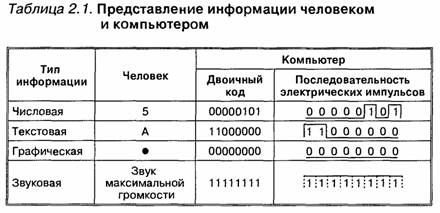 Таблица 2.1. Представление информации человеком
и компьютером
Тип информации
Человек
Компьютер
Двоичный код
Последовательность электрических импульсов
Числовая 5 00000101 0 0 0 0 0 1 0 1
Текстовая А 11000000 1 1 0 0 0 0 0 0
Графическая ● 00000000 0 0 0 0 0 0 0 0
Звуковая Звук максимальной громкости 11111111 1 1 1 1 1 1 1 1